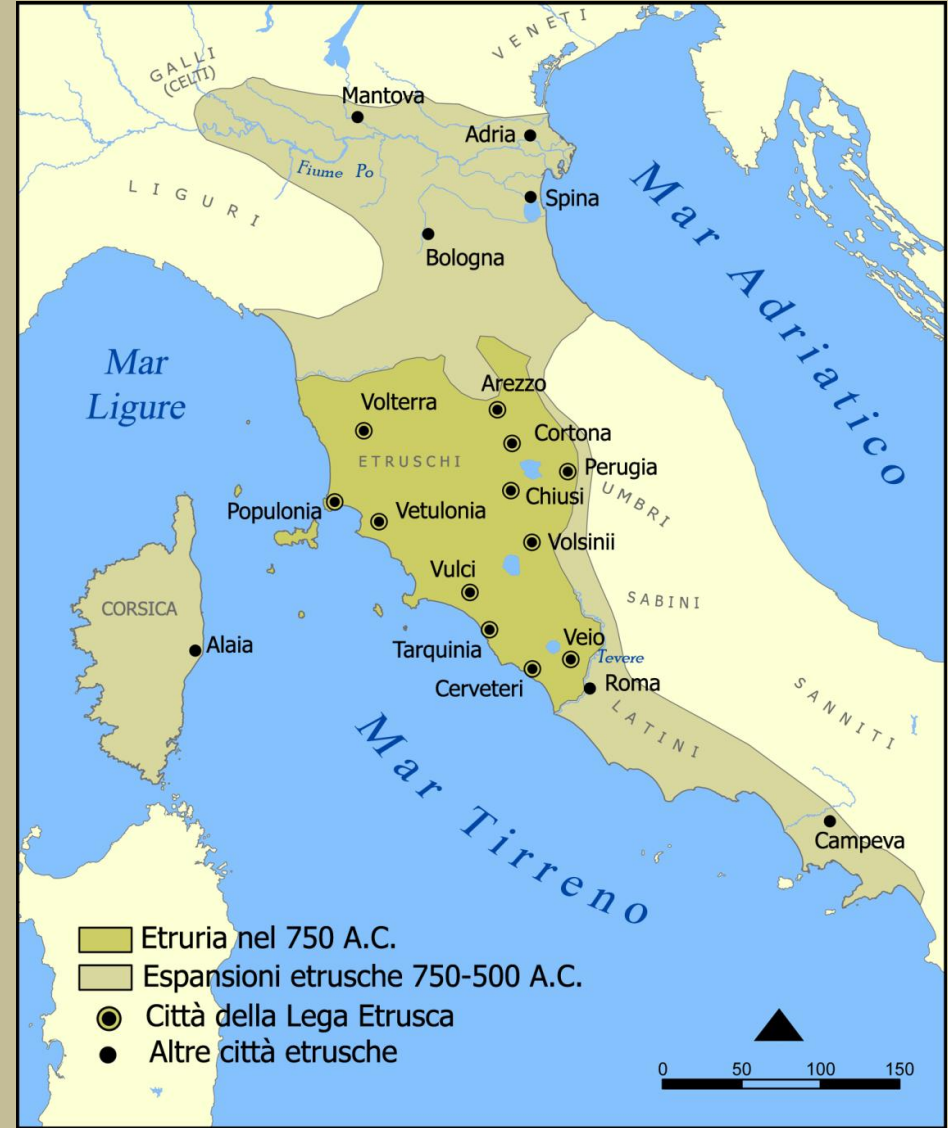 VENETI
GALLI
(CELTI)
Mantova
Adria
Fiume Po
LIGURI
Spina
Bologna
Mar Adriatico
Mar
Ligure
Arezzo
Volterra
Cortona
ETRUSCHI
Perugia
Chiusi
UMBRI
Populonia
Vetulonia
Volsinii
Vulci
SABINI
CORSICA
Alaia
Tarquinia
Veio
Tevere
Cerveteri
Roma
LATINI
SANNITI
Mar Tirreno
Campeva
Etruria nel 750 A.C.
Espansioni etrusche 750-500 A.C.
Città della Lega Etrusca
Altre città etrusche
0 50 100 150